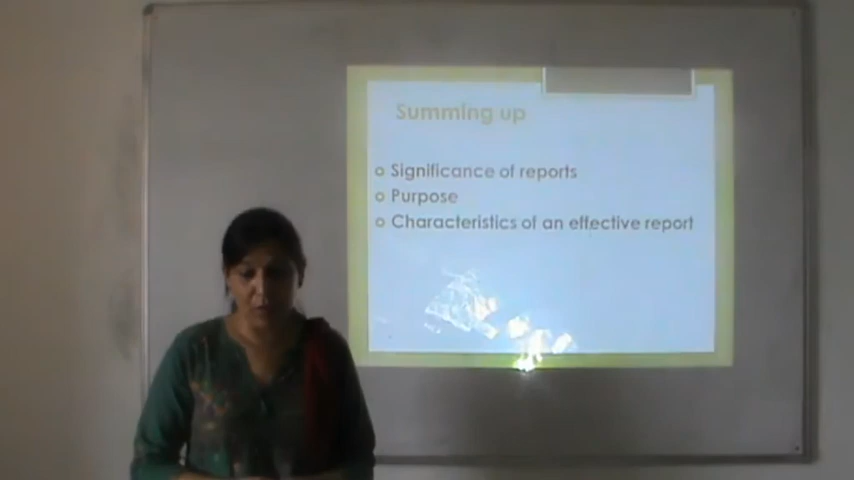 Summing up
Significance of reports
Purpose
Characteristics of an effective report